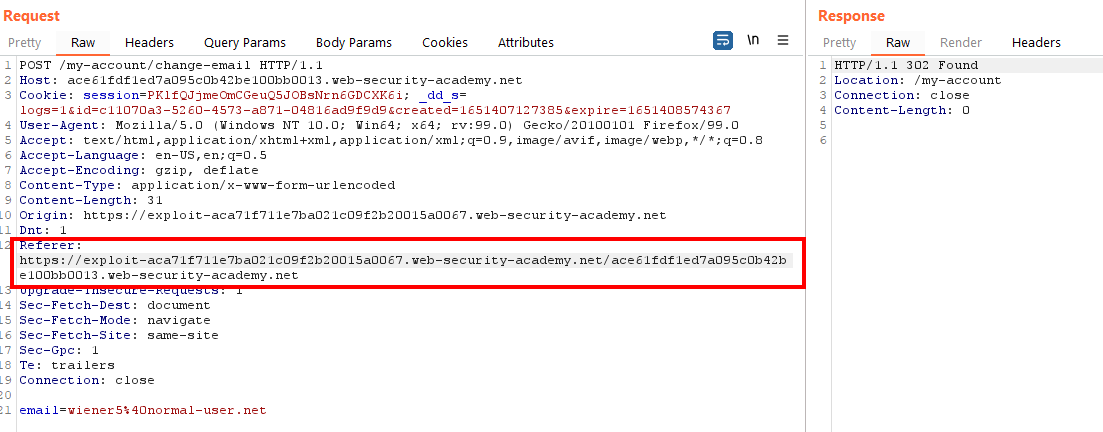 Request
Pretty Raw Headers Query Params Body Params Cookies Attributes \n
1 POST /my-account/change-email HTTP/1.1
2 Host: ace61fdf1ed7a095c0b42be100bb0013.web-security-academy.net
3 Cookie: session=PKlfQJjmeOmCGeuQ5JOBsNrn6GDCXK6i; _dd_s=
logs=1&id=c11070a3-5260-4573-a871-04816ad9f9d9&created=1651407127385&expire=1651408574367
4 User-Agent: Mozilla/5.0 (Windows NT 10.0; Win64; x64; rv:99.0) Gecko/20100101 Firefox/99.0
5 Accept: text/html,application/xhtml+xml,application/xml;q=0.9,image/avif,image/webp,*/*;q=0.8
6 Accept-Language: en-US,en;q=0.5
7 Accept-Encoding: gzip, deflate
8 Content-Type: application/x-www-form-urlencoded
9 Content-Length: 31
10 Origin: https://exploit-aca71f711e7ba021c09f2b20015a0067.web-security-academy.net
11 Dnt: 1
12 Referer:
https://exploit-aca71f711e7ba021c09f2b20015a0067.web-security-academy.net/ace61fdf1ed7a095c0b42b
e100bb0013.web-security-academy.net
13 Upgrade-Insecure-Requests: 1
14 Sec-Fetch-Dest: document
15 Sec-Fetch-Mode: navigate
16 Sec-Fetch-Site: same-site
17 Sec-Gpc: 1
18 Te: trailers
19 Connection: close
20
21 email=wiener5%40normal-user.net
Response
Pretty Raw Render Headers
1 HTTP/1.1 302 Found
2 Location: /my-account
3 Connection: close
4 Content-Length: 0
5
6